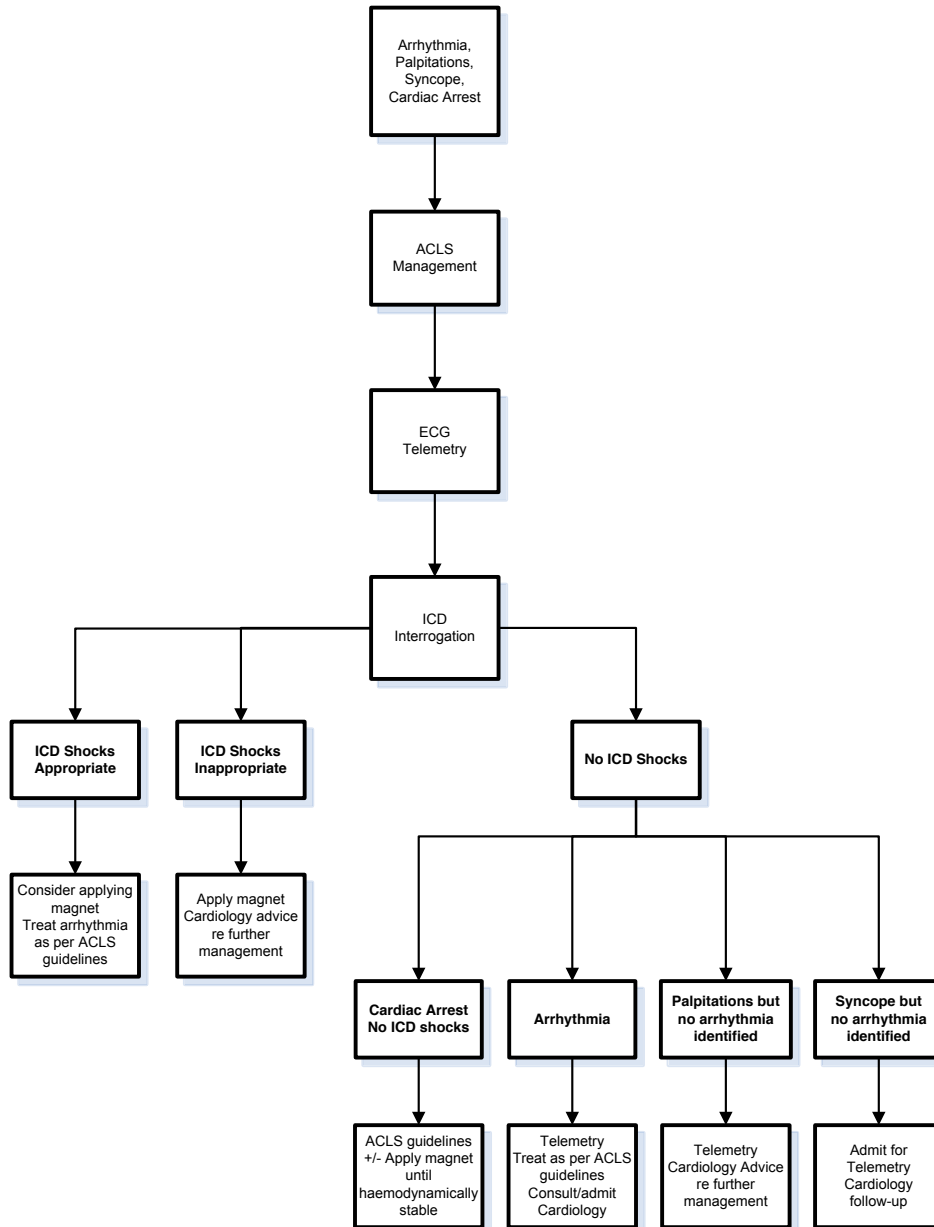 Arrhythmia,
Palpitations,
Syncope,
Cardiac Arrest
ACLS
Management
ECG
Telemetry
ICD
Interrogation
ICD Shocks
Appropriate
ICD Shocks
Inappropriate
No ICD Shocks
Consider applying
magnet
Treat arrhythmia
as per ACLS
guidelines
Apply magnet
Cardiology advice
re further
management
Cardiac Arrest
No ICD shocks
Arrhythmia
Palpitations but
no arrhythmia
identified
Syncope but
no arrhythmia
identified
ACLS guidelines
+/- Apply magnet
until
haemodynamically
stable
Telemetry
Treat as per ACLS
guidelines
Consult/admit
Cardiology
Telemetry
Cardiology Advice
re further
management
Admit for
Telemetry
Cardiology
follow-up